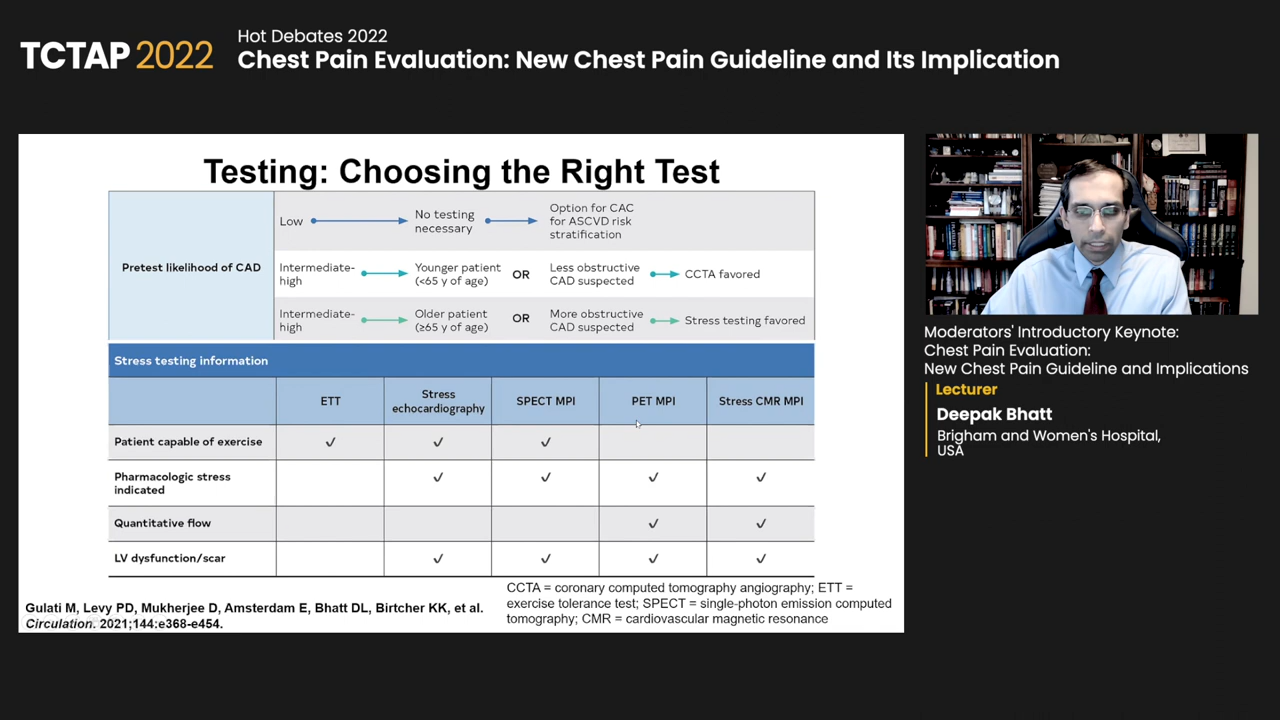 TCTAP 2022
Hot Debates 2022
Chest Pain Evaluation: New Chest Pain Guideline and Its Implication
Testing: Choosing the Right Test
Pretest likelihood of CAD
Low
No testing
necessary
Option for CAC
for ASCVD risk
stratification
Intermediate-
high
Younger patient
(<65 y of age)
OR
Less obstructive
CAD suspected
CCTA favored
Intermediate-
high
Older patient
(≥65 y of age)
OR
More obstructive
CAD suspected
Stress testing favored
Stress testing information
ETT
Stress
echocardiography
SPECT MPI
PET MPI
Stress CMR MPI
Patient capable of exercise
✓ ✓ ✓
Pharmacologic stress
indicated
✓ ✓ ✓ ✓
Quantitative flow
✓ ✓
LV dysfunction/scar
✓ ✓ ✓ ✓
CCTA = coronary computed tomography angiography; ETT =
exercise tolerance test; SPECT = single-photon emission computed
tomography; CMR = cardiovascular magnetic resonance
Gulati M, Levy PD, Mukherjee D, Amsterdam E, Bhatt DL, Birtcher KK, et al.
Circulation. 2021;144:e368-e454.
Moderators' Introductory Keynote:
Chest Pain Evaluation:
New Chest Pain Guideline and Implications
Lecturer
Deepak Bhatt
Brigham and Women's Hospital,
USA